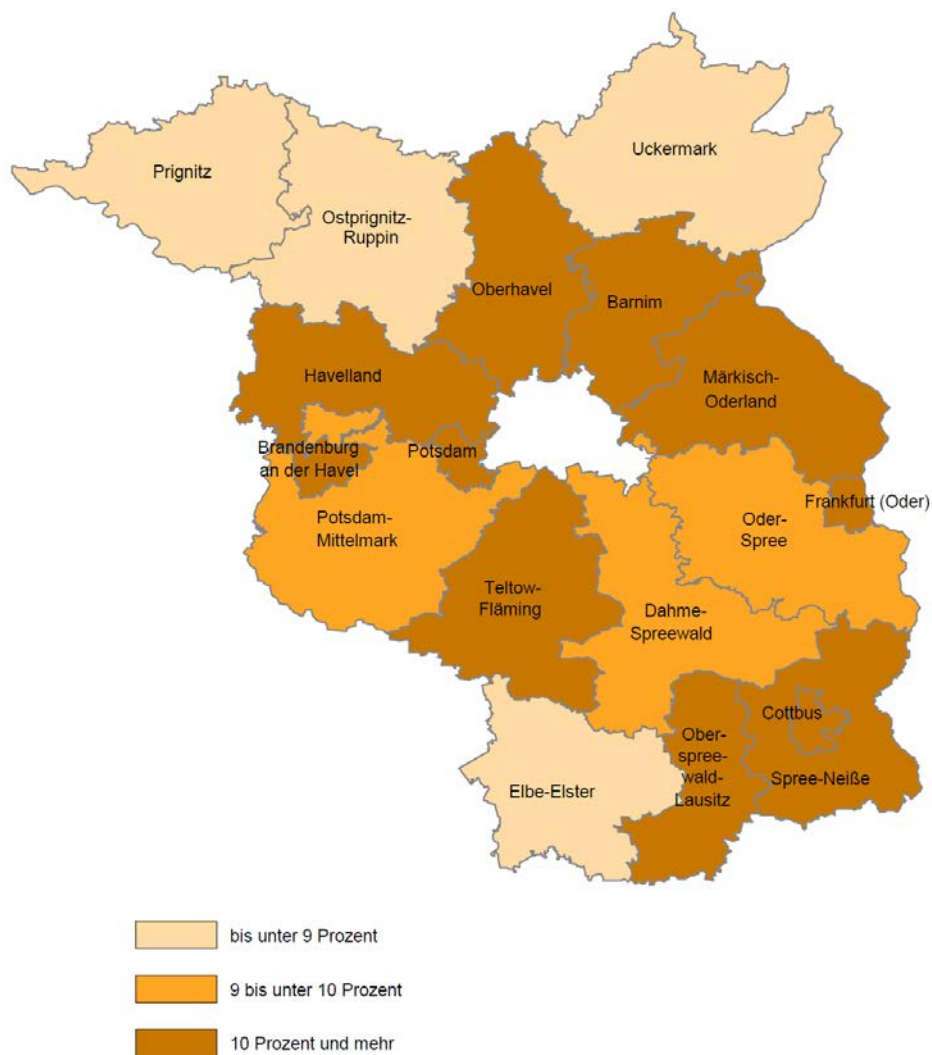 Uckermark
Prignitz
Ostprignitz-
Ruppin
Oberhavel
Barnim
Havelland
Märkisch-
Oderland
Brandenburg
an der Havel
Potsdam
Frankfurt (Oder)
Potsdam-
Mittelmark
Oder-
Spree
Teltow-
Fläming
Dahme-
Spreewald
Cottbus
Ober-
spree-
wald-
Lausitz
Spree-Neiße
Elbe-Elster
bis unter 9 Prozent
9 bis unter 10 Prozent
10 Prozent und mehr